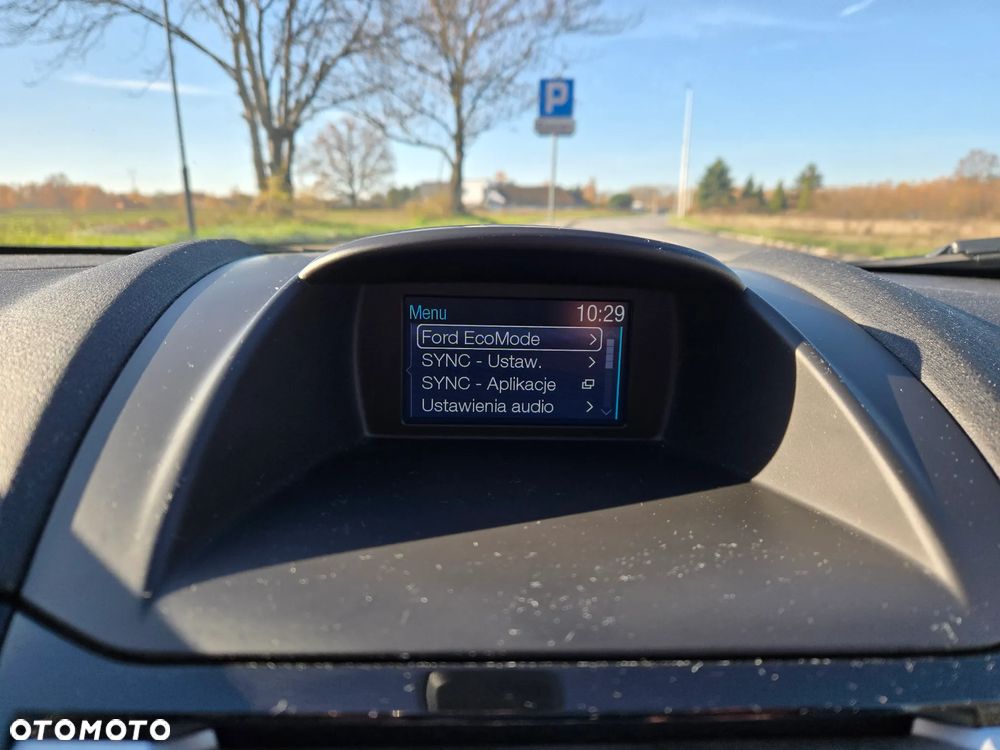 P
Menu 10:29
Ford EcoMode
SYNC - Ustaw.
SYNC - Aplikacje
Ustawienia audio
OTOMOTO